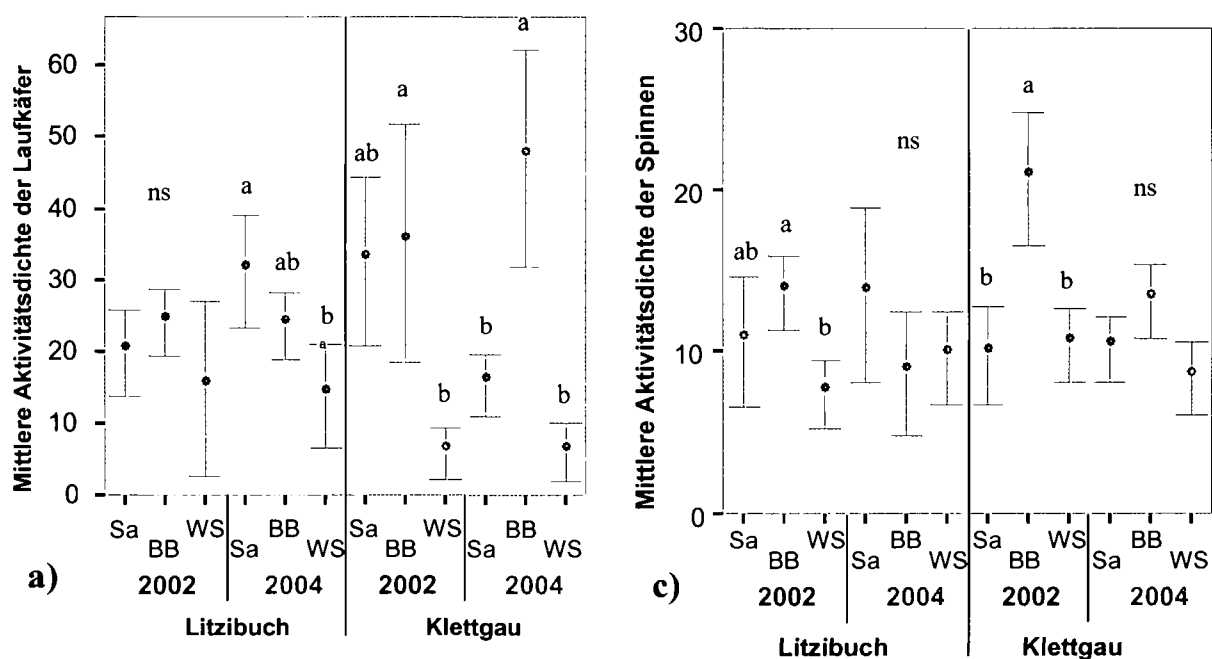 Mittlere Aktivitätsdichte der Laufkäfer
60
50
40
30
20
10
0
ns
a
ab
b
a
ab
a
b
a
b
b
Sa BB WS Sa BB WS Sa BB WS Sa BB WS
2002 2004 2002 2004
Litzibuch Klettgau
a)
Mittlere Aktivitätsdichte der Spinnen
30
20
10
0
ab
a
b
ns
b
a
b
ns
Sa BB WS Sa BB WS Sa BB WS Sa BB WS
2002 2004 2002 2004
Litzibuch Klettgau
c)